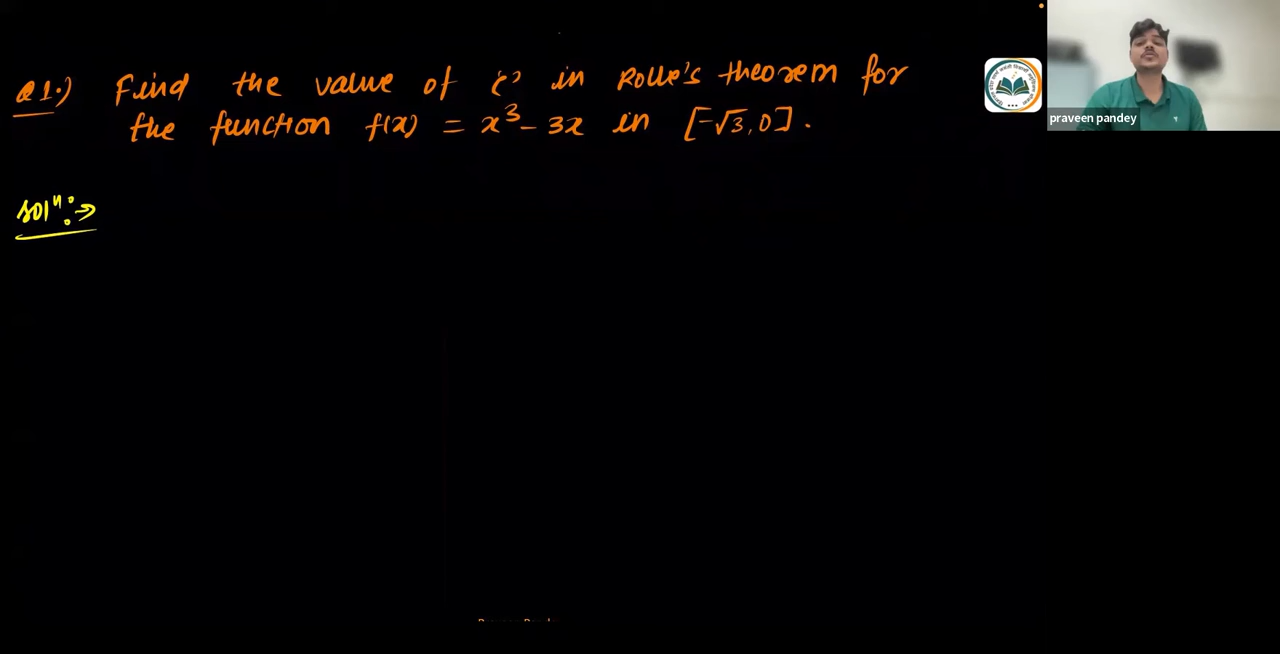 Q1.) Find the value of 'c' in Rolle's theorem for
the function f(x) = x³ - 3x in [-√3, 0].
solⁿ: →
praveen pandey